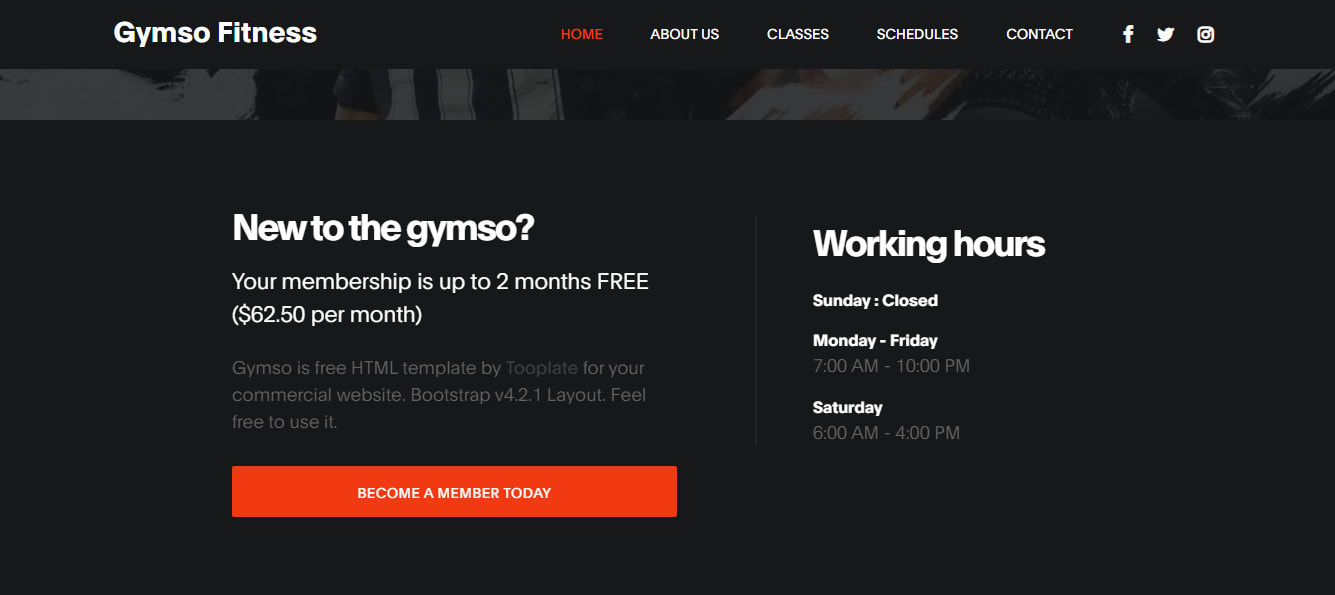 Gymso Fitness
HOME ABOUT US CLASSES SCHEDULES CONTACT
New to the gymso?
Your membership is up to 2 months FREE
($62.50 per month)
Gymso is free HTML template by Tooplate for your
commercial website. Bootstrap v4.2.1 Layout. Feel
free to use it.
BECOME A MEMBER TODAY
Working hours
Sunday : Closed
Monday - Friday
7:00 AM - 10:00 PM
Saturday
6:00 AM - 4:00 PM